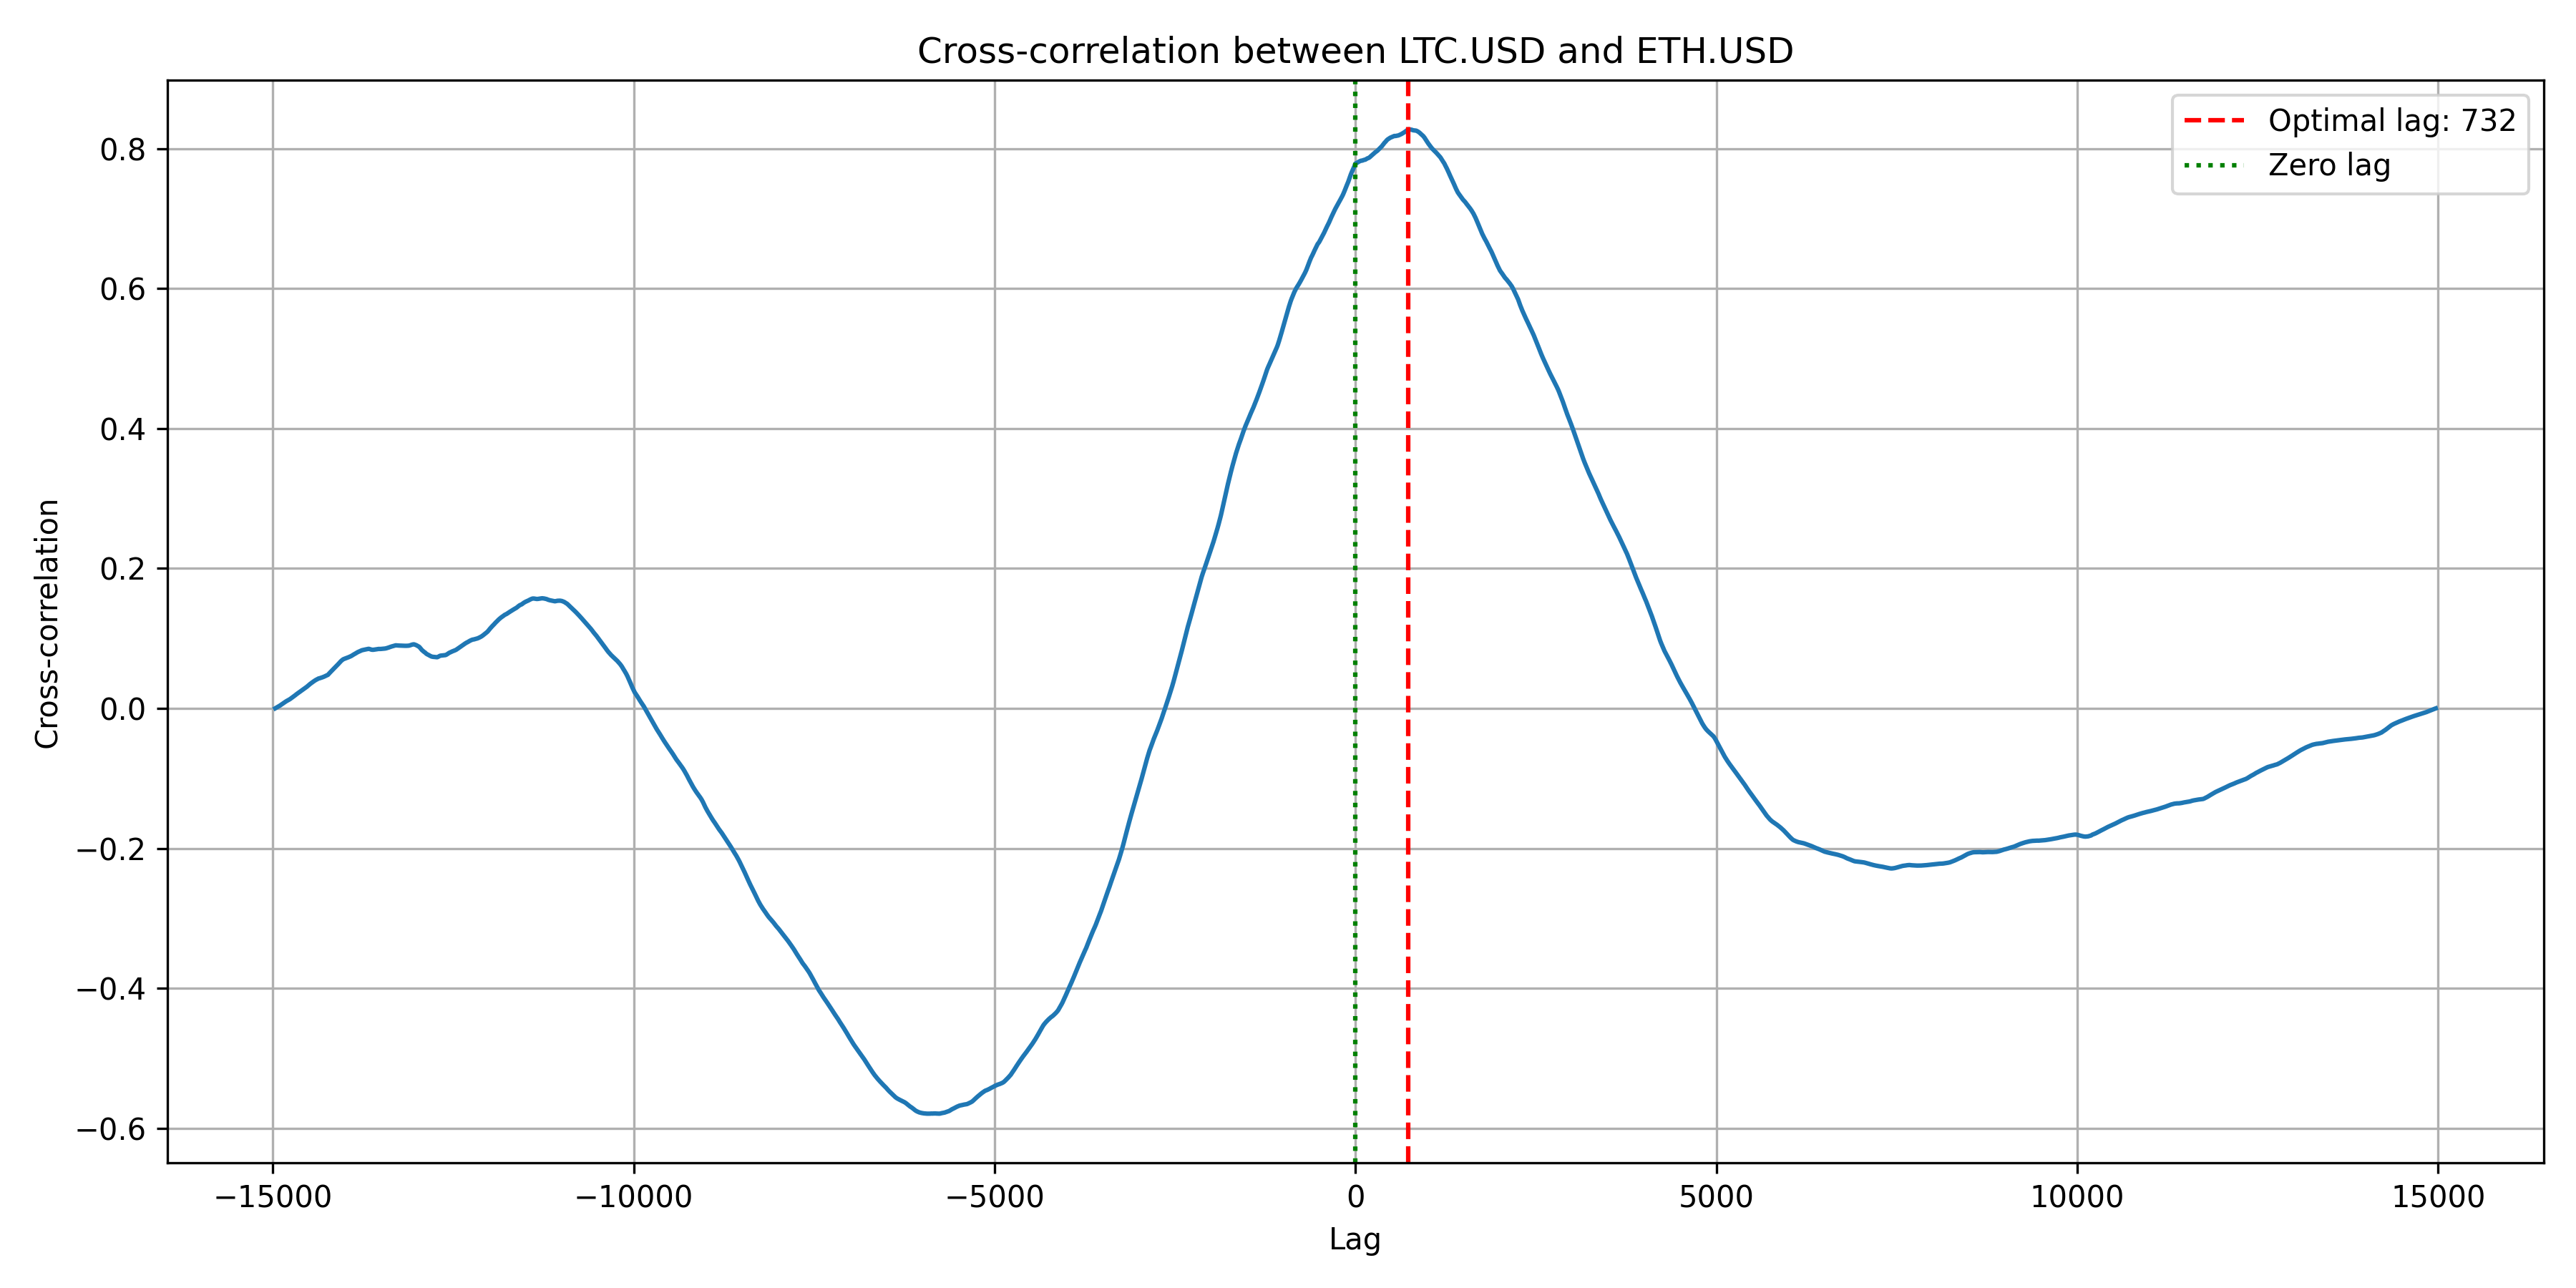 Cross-correlation between LTC.USD and ETH.USD
Optimal lag: 732
Zero lag
Cross-correlation
0.8
0.6
0.4
0.2
0.0
−0.2
−0.4
−0.6
−15000 −10000 −5000 0 5000 10000 15000
Lag